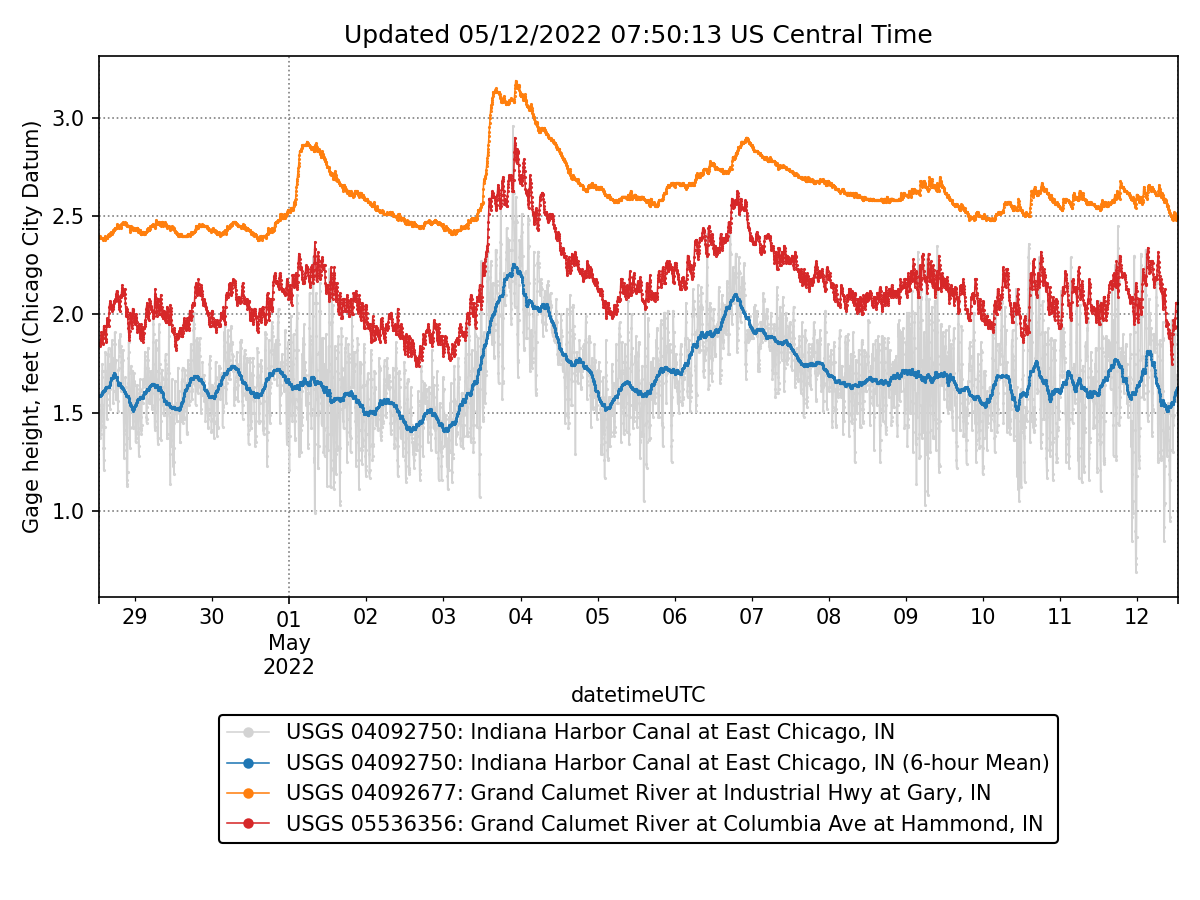 Updated 05/12/2022 07:50:13 US Central Time
Gage height, feet (Chicago City Datum)
3.0
2.5
2.0
1.5
1.0
29 30 01 02 03 04 05 06 07 08 09 10 11 12
May
2022
datetimeUTC
USGS 04092750: Indiana Harbor Canal at East Chicago, IN
USGS 04092750: Indiana Harbor Canal at East Chicago, IN (6-hour Mean)
USGS 04092677: Grand Calumet River at Industrial Hwy at Gary, IN
USGS 05536356: Grand Calumet River at Columbia Ave at Hammond, IN